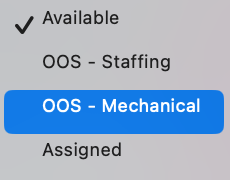 Available
OOS - Staffing
OOS - Mechanical
Assigned